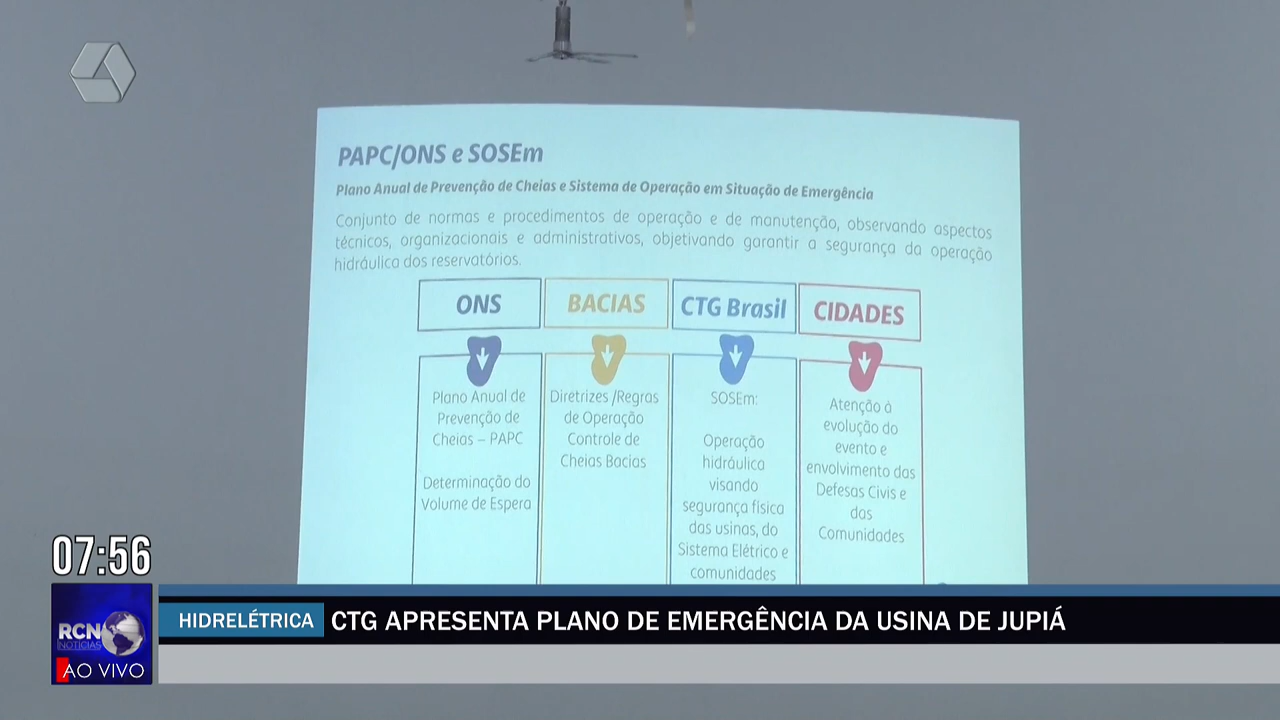 PAPC/ONS e SOSEm
Plano Anual de Prevenção de Cheias e Sistema de Operação em Situação de Emergência
Conjunto de normas e procedimentos de operação e de manutenção, observando aspectos
técnicos, organizacionais e administrativos, objetivando garantir a segurança da operação
hidráulica dos reservatórios.
ONS
Plano Anual de
Prevenção de
Cheias – PAPC
Determinação do
Volume de Espera
BACIAS
Diretrizes /Regras
de Operação
Controle de
Cheias Bacias
CTG Brasil
SOSEm:
Operação
hidráulica
visando
segurança física
das usinas, do
Sistema Elétrico e
comunidades
CIDADES
Atenção à
evolução do
evento e
envolvimento das
Defesas Civis e
das
Comunidades
07:56
RCN
NOTÍCIAS
AO VIVO
HIDRELÉTRICA
CTG APRESENTA PLANO DE EMERGÊNCIA DA USINA DE JUPIÁ